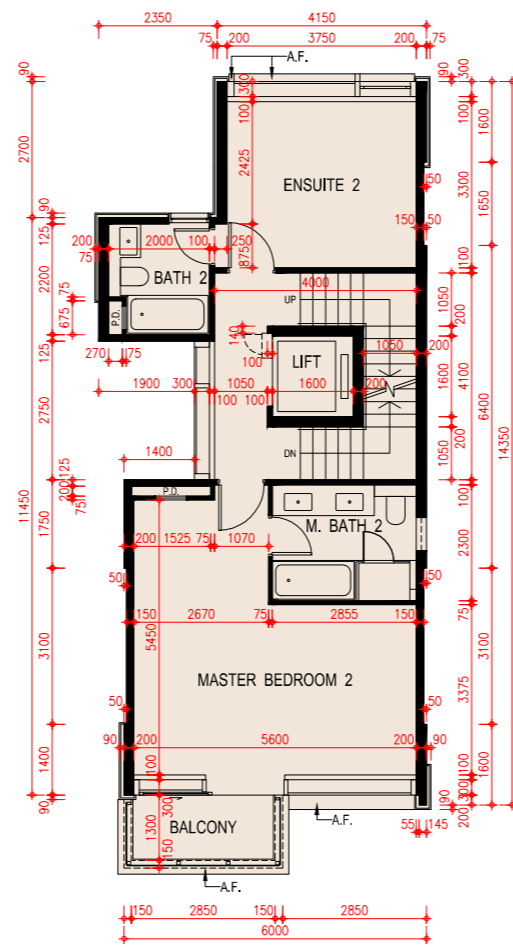 2350 4150
75 200 3750 200 75
A.F.
90 300 90 300
100 100
2700 2425 1600
ENSUITE 2
3300
50
1650
150 50
90
125 200 2000 100 250
75 875 100
BATH 2
2200 4000 1050 200
UP
75
675 P.D. 140 1050 200
100 LIFT
125 270 75 1600 4100
1900 300 1050 1600 200 6400
100 100
2750 14350
1400 DN 1050 200
125
200 P.D. 100
75
11450 1750 M. BATH 2 2300
200 1525 75 1070
50 50
150 2670 75 2855 150 75
5450
3100 3100
MASTER BEDROOM 2
3375
50 50
90 200 5600 200 90
1400 100 1600
100
90 300 90 300
200
1300 BALCONY A.F. 55 145
150
A.F.
150 2850 150 2850
6000